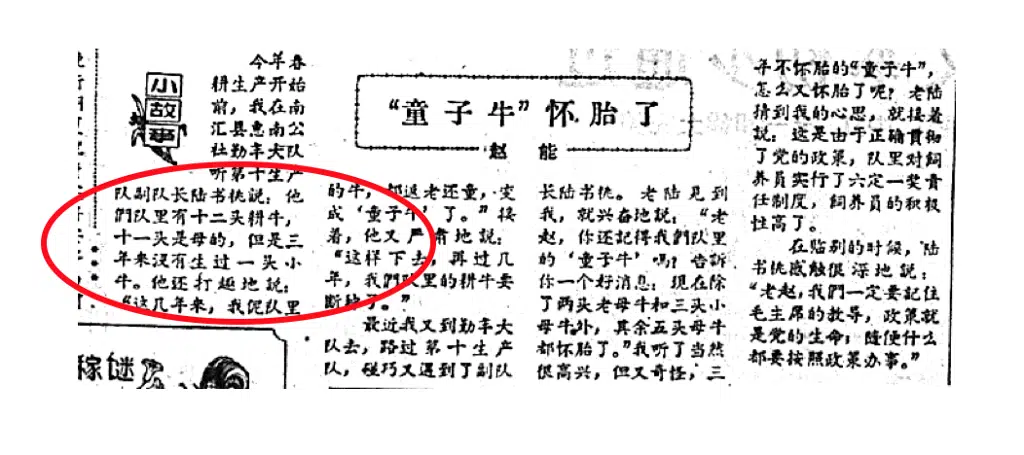 小故事
“童子牛”怀胎了
赵 能
今年春
耕生产开始
前，我在南
汇县惠南公
社勤丰大队
听第十生产
队副队长陆书俤說：他
們队里有十二头耕牛，
十一头是母的，但是三
年来沒有生过一头小
牛。他还打趣地說：
“这几年来，我伲队里
的牛，都返老还童，变
成‘童子牛’了。”接
着，他又严肃地說：
“这样下去，再过几
年，我們队里的耕牛要
断种了。”
最近我又到勤丰大
队去，路过第十生产
队，碰巧又遇到了副队
长陆书俤。老陆見到
我，就兴奋地說：“老
赵，你还記得我們队里
的‘童子牛’嗎？告訴
你一个好消息：現在除
了两头老母牛和三头小
母牛外，其余五头母牛
都怀胎了。”我听了当然
很高兴，但又奇怪，三
年不怀胎的“童子牛”，
怎么又怀胎了呢？老陆
猜到我的心思，就接着
說：这是由于正确貫彻
了党的政策，队里对飼
养員实行了六定一奖責
任制度，飼养員的积极
性高了。
在临别的时候，陆
书俤感触很深地說：
“老赵，我們一定要記住
毛主席的教导，政策就
是党的生命；随便什么
都要按照政策办事。”
稼谜